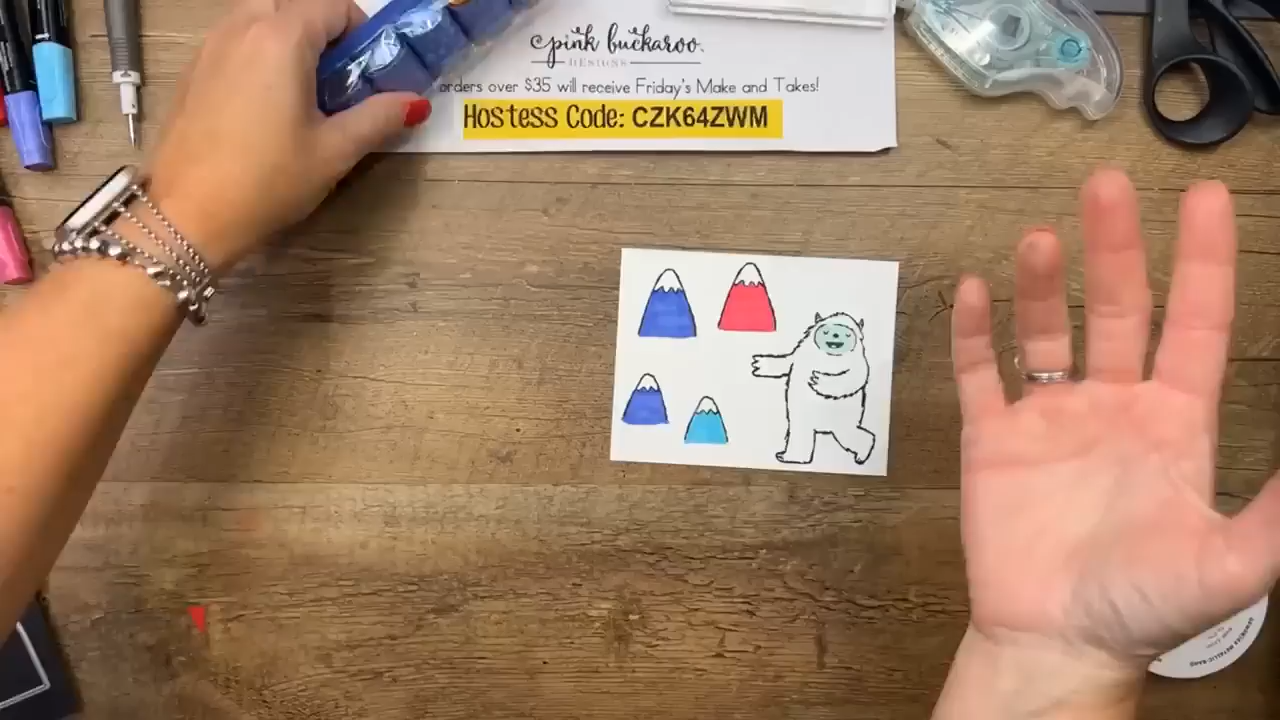 pink buckaroo
DESIGNS
orders over $35 will receive Friday's Make and Takes!
Hostess Code: CZK64ZWM